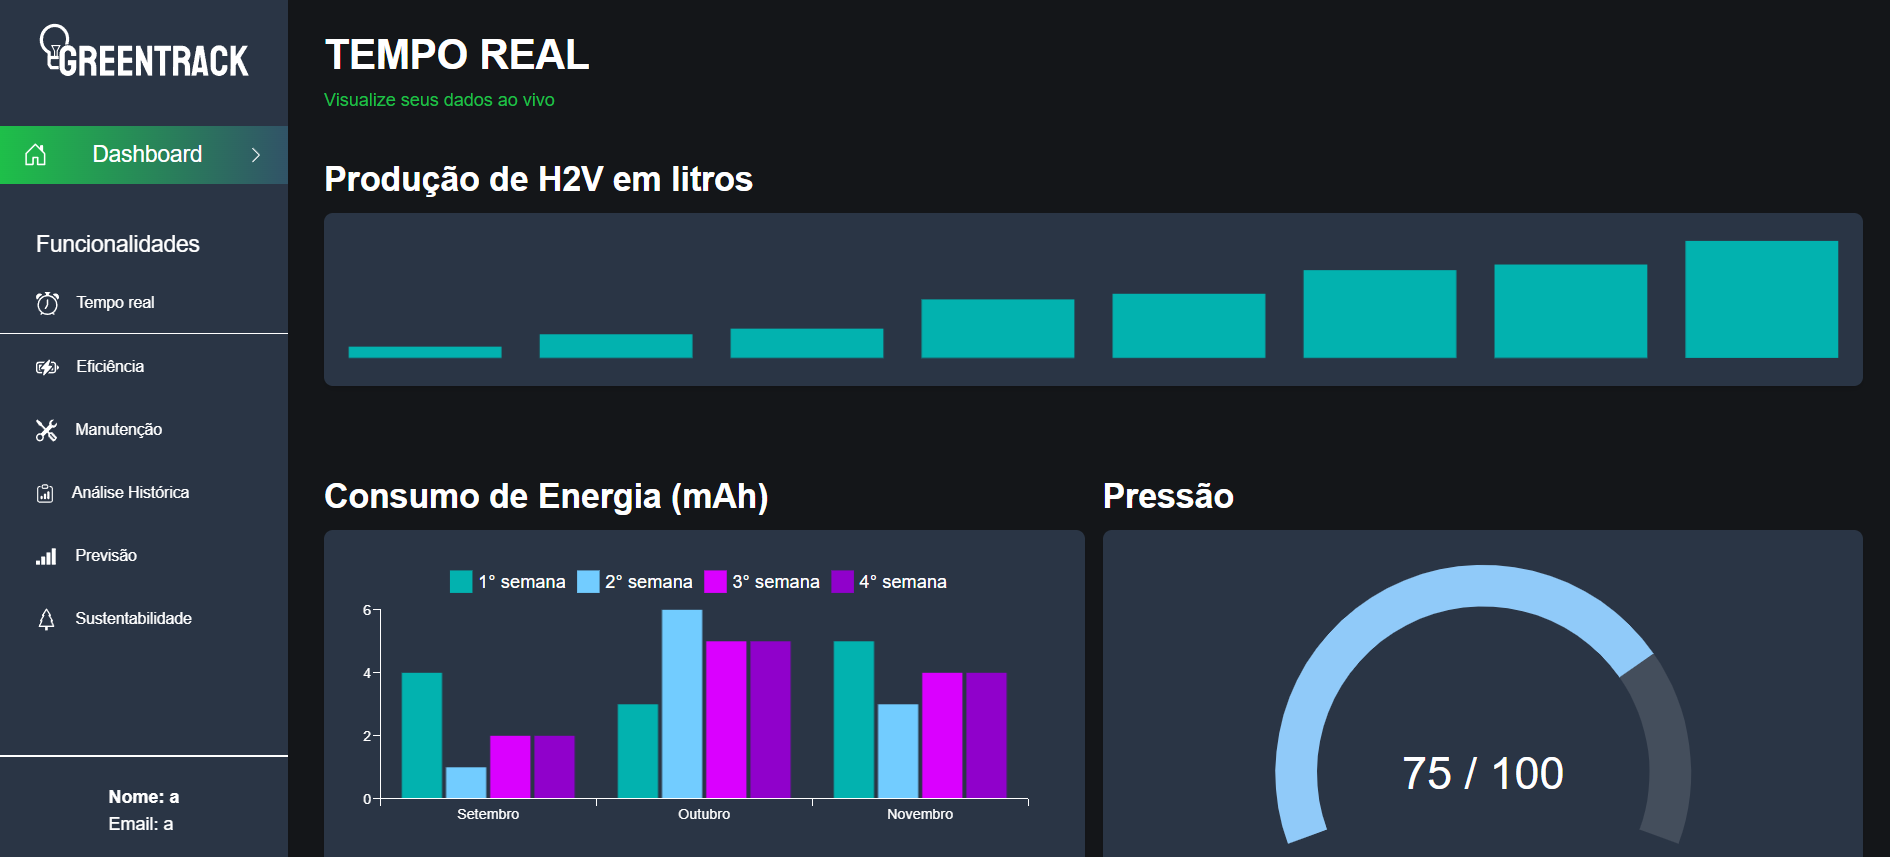 GREENTRACK
Dashboard
Funcionalidades
Tempo real
Eficiência
Manutenção
Análise Histórica
Previsão
Sustentabilidade
Nome: a
Email: a
TEMPO REAL
Visualize seus dados ao vivo
Produção de H2V em litros
Consumo de Energia (mAh)
1° semana 2° semana 3° semana 4° semana
6
4
2
0
Setembro Outubro Novembro
Pressão
75 / 100